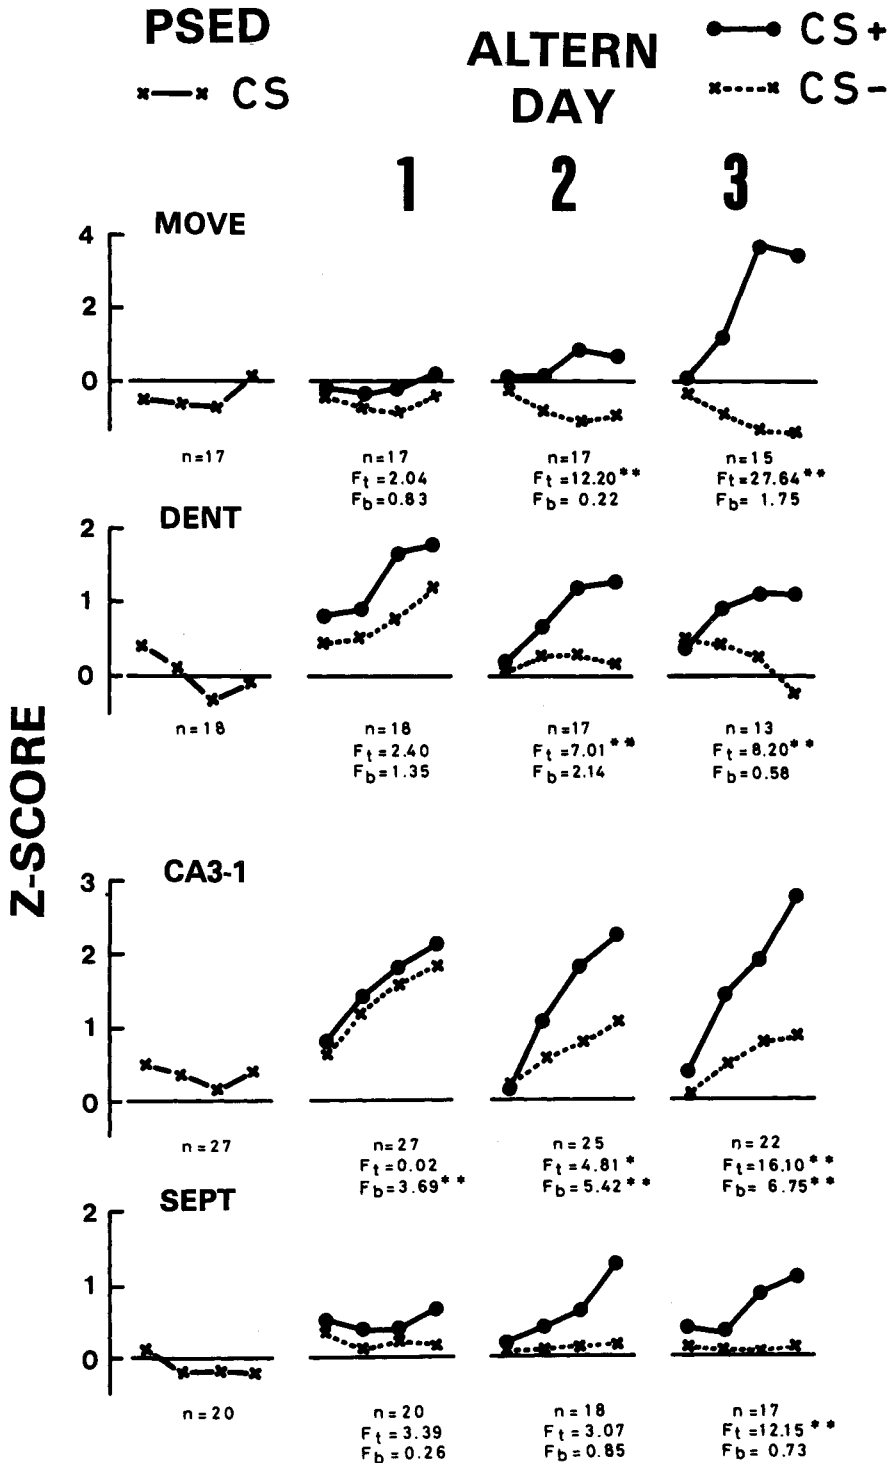 PSED
CS
ALTERN
DAY
CS+
CS-
1 2 3
MOVE
4
2
0
n=17
n=17
Ft=2.04
Fb=0.83
n=17
Ft=12.20**
Fb=0.22
n=15
Ft=27.64**
Fb=1.75
DENT
2
1
0
n=18
n=18
Ft=2.40
Fb=1.35
n=17
Ft=7.01**
Fb=2.14
n=13
Ft=8.20**
Fb=0.58
Z-SCORE
CA3-1
3
2
1
0
n=27
n=27
Ft=0.02
Fb=3.69**
n=25
Ft=4.81*
Fb=5.42**
n=22
Ft=16.10**
Fb=6.75**
SEPT
2
1
0
n=20
n=20
Ft=3.39
Fb=0.26
n=18
Ft=3.07
Fb=0.85
n=17
Ft=12.15**
Fb=0.73